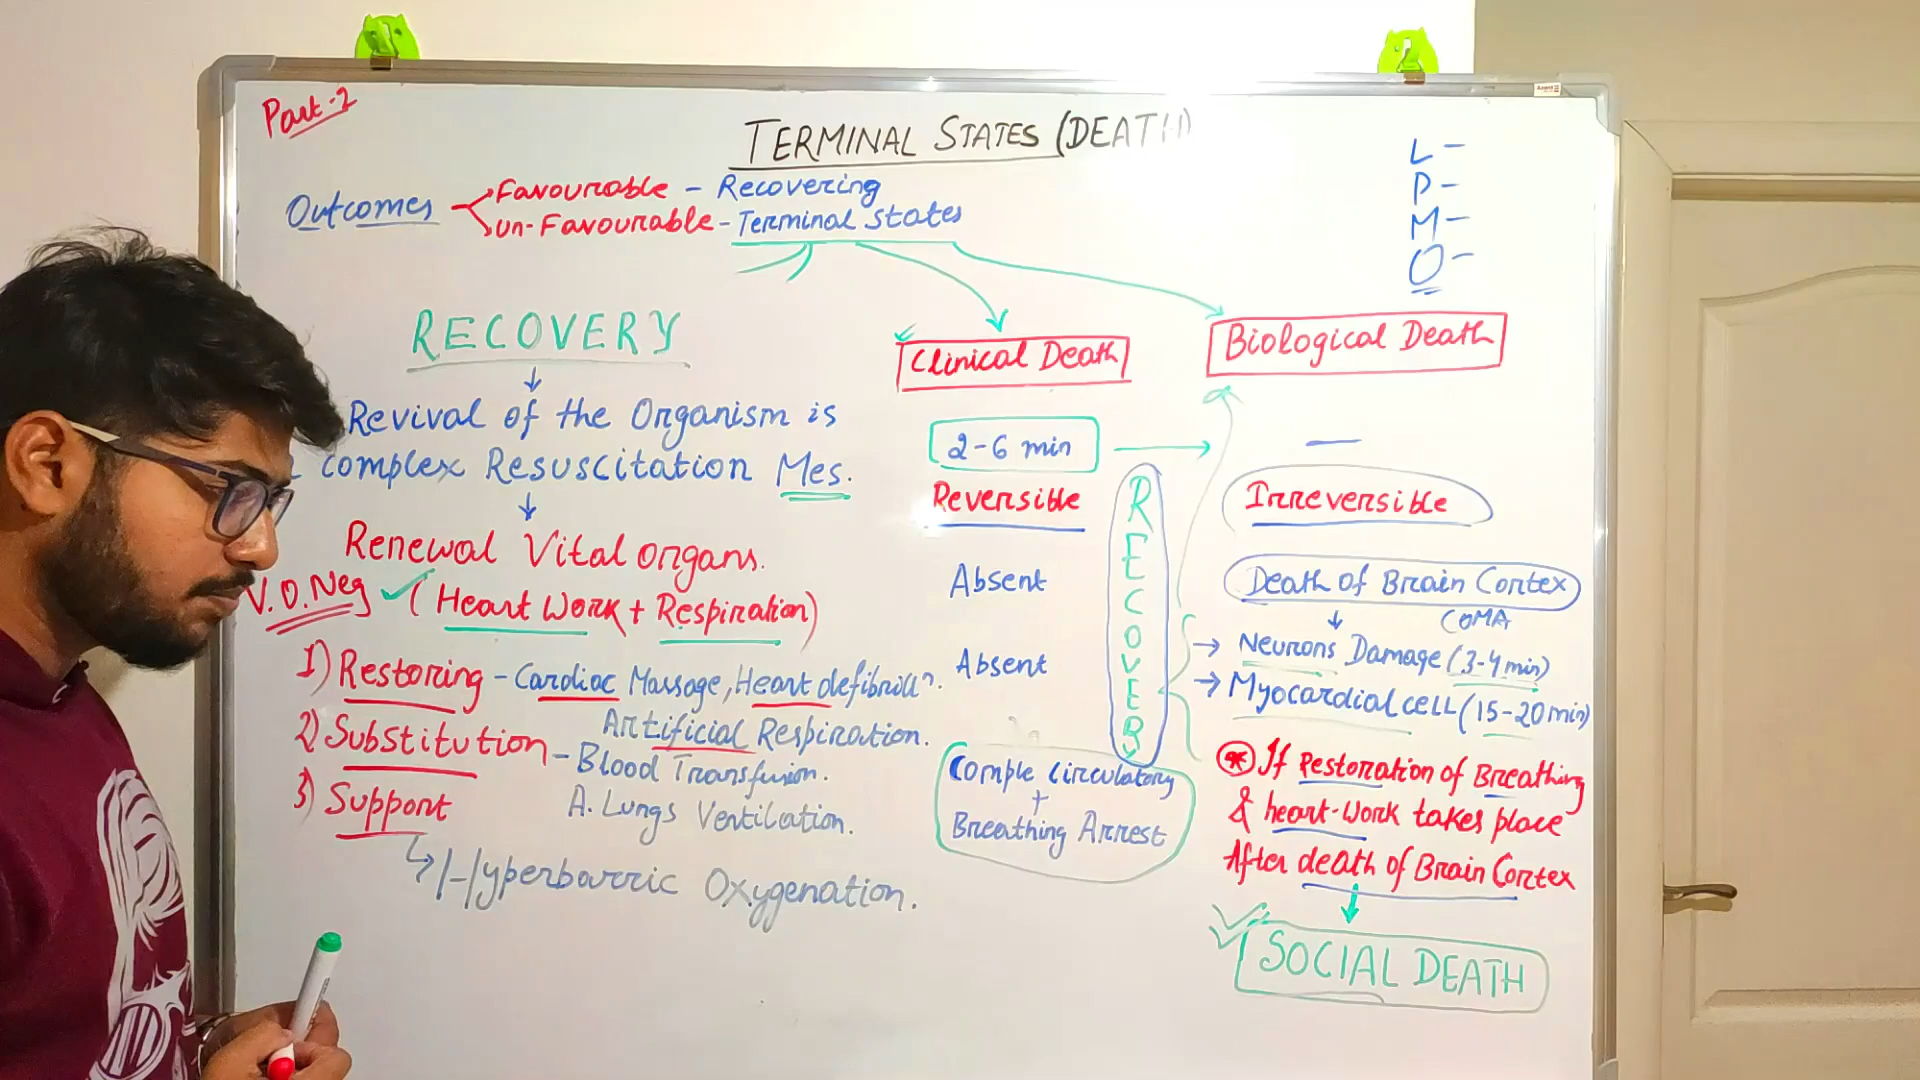 Part-2
TERMINAL STATES (DEATH)
Outcomes
Favourable - Recovering
Un-Favourable - Terminal States
L -
P -
M -
O -
RECOVERY
Revival of the Organism is
complex Resuscitation Mes.
Renewal Vital organs.
V.O.Neg ✓ (Heart Work + Respiration)
1) Restoring - Cardiac Massage, Heart defibrill?.
Artificial Respiration.
2) Substitution - Blood Transfusion.
A. Lungs Ventilation.
3) Support
Hyperbarric Oxygenation.
Clinical Death
2-6 min
Reversible
Absent
Absent
Comple Circulatory
+
Breathing Arrest
RECOVERY
Biological Death
—
Irreversible
Death of Brain Cortex
COMA
→ Neurons Damage (3-4 min)
→ Myocardial cell (15-20 min)
* If Restoration of Breathing
& heart-Work takes place
After death of Brain Cortex
SOCIAL DEATH